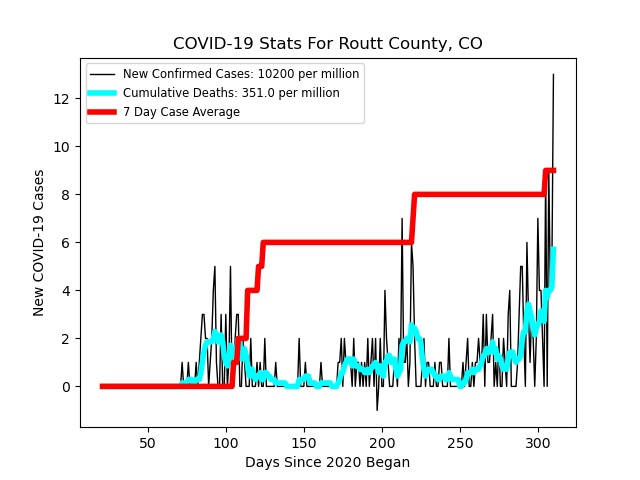 COVID-19 Stats For Routt County, CO
New Confirmed Cases: 10200 per million
Cumulative Deaths: 351.0 per million
7 Day Case Average
New COVID-19 Cases
12
10
8
6
4
2
0
50 100 150 200 250 300
Days Since 2020 Began